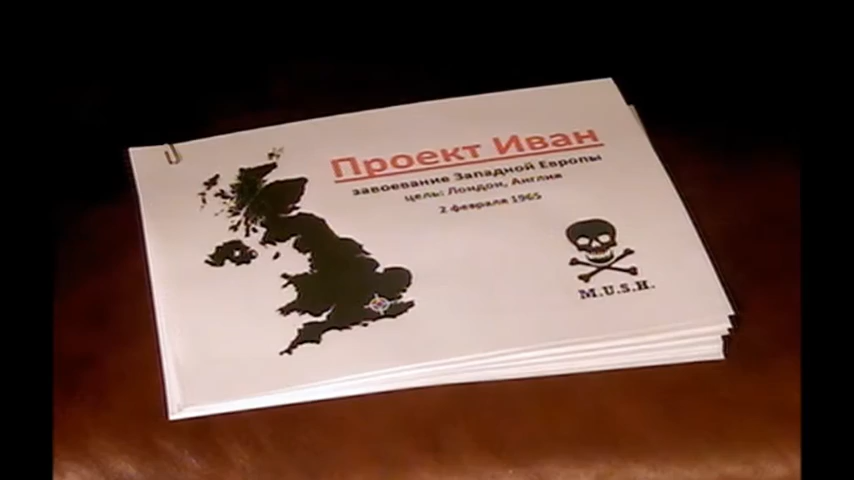 Проект Иван
завоевание Западной Европы
цель: Лондон, Англия
2 февраля 1965
M.U.S.H.